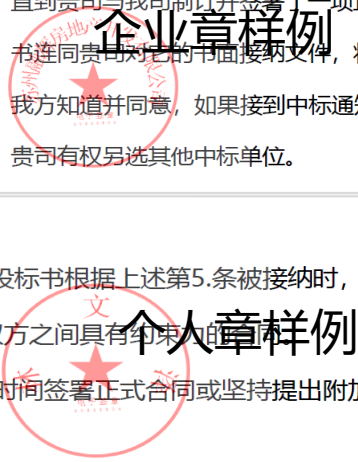 直到贵司与我司制订并签署了一项
企业章样例
书连同贵司对它的书面接纳文件，
我方知道并同意，如果接到中标通知
贵司有权另选其他中标单位。
投标书根据上述第5.条被接纳时，
双方之间具有约束力的合同。
个人章样例
时间签署正式合同或坚持提出附加
文